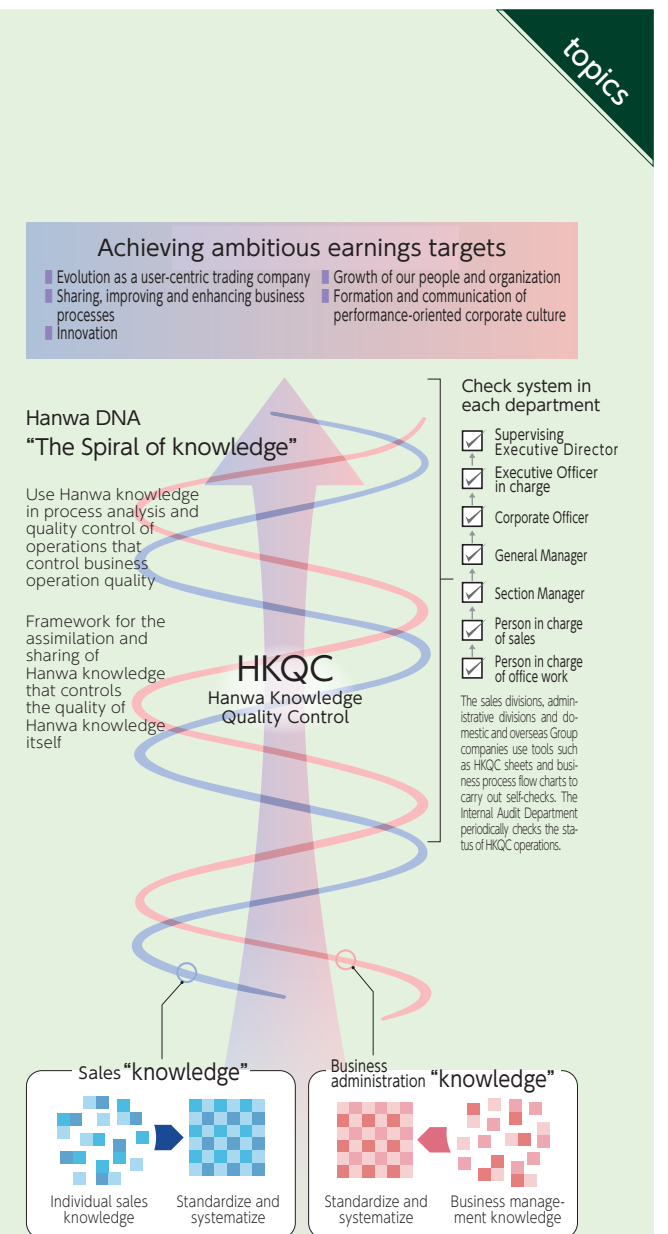 topics
Achieving ambitious earnings targets
Evolution as a user-centric trading company
Sharing, improving and enhancing business
processes
Innovation
Growth of our people and organization
Formation and communication of
performance-oriented corporate culture
Hanwa DNA
“The Spiral of knowledge”
Use Hanwa knowledge
in process analysis and
quality control of
operations that
control business
operation quality
Framework for the
assimilation and
sharing of
Hanwa knowledge
that controls
the quality of
Hanwa knowledge
itself
HKQC
Hanwa Knowledge
Quality Control
Check system in
each department
Supervising
Executive Director
Executive Officer
in charge
Corporate Officer
General Manager
Section Manager
Person in charge
of sales
Person in charge
of office work
The sales divisions, admin-
istrative divisions and do-
mestic and overseas Group
companies use tools such
as HKQC sheets and busi-
ness process flow charts to
carry out self-checks. The
Internal Audit Department
periodically checks the sta-
tus of HKQC operations.
Sales “knowledge”
Individual sales
knowledge
Standardize and
systematize
Business
administration “knowledge”
Standardize and
systematize
Business manage-
ment knowledge